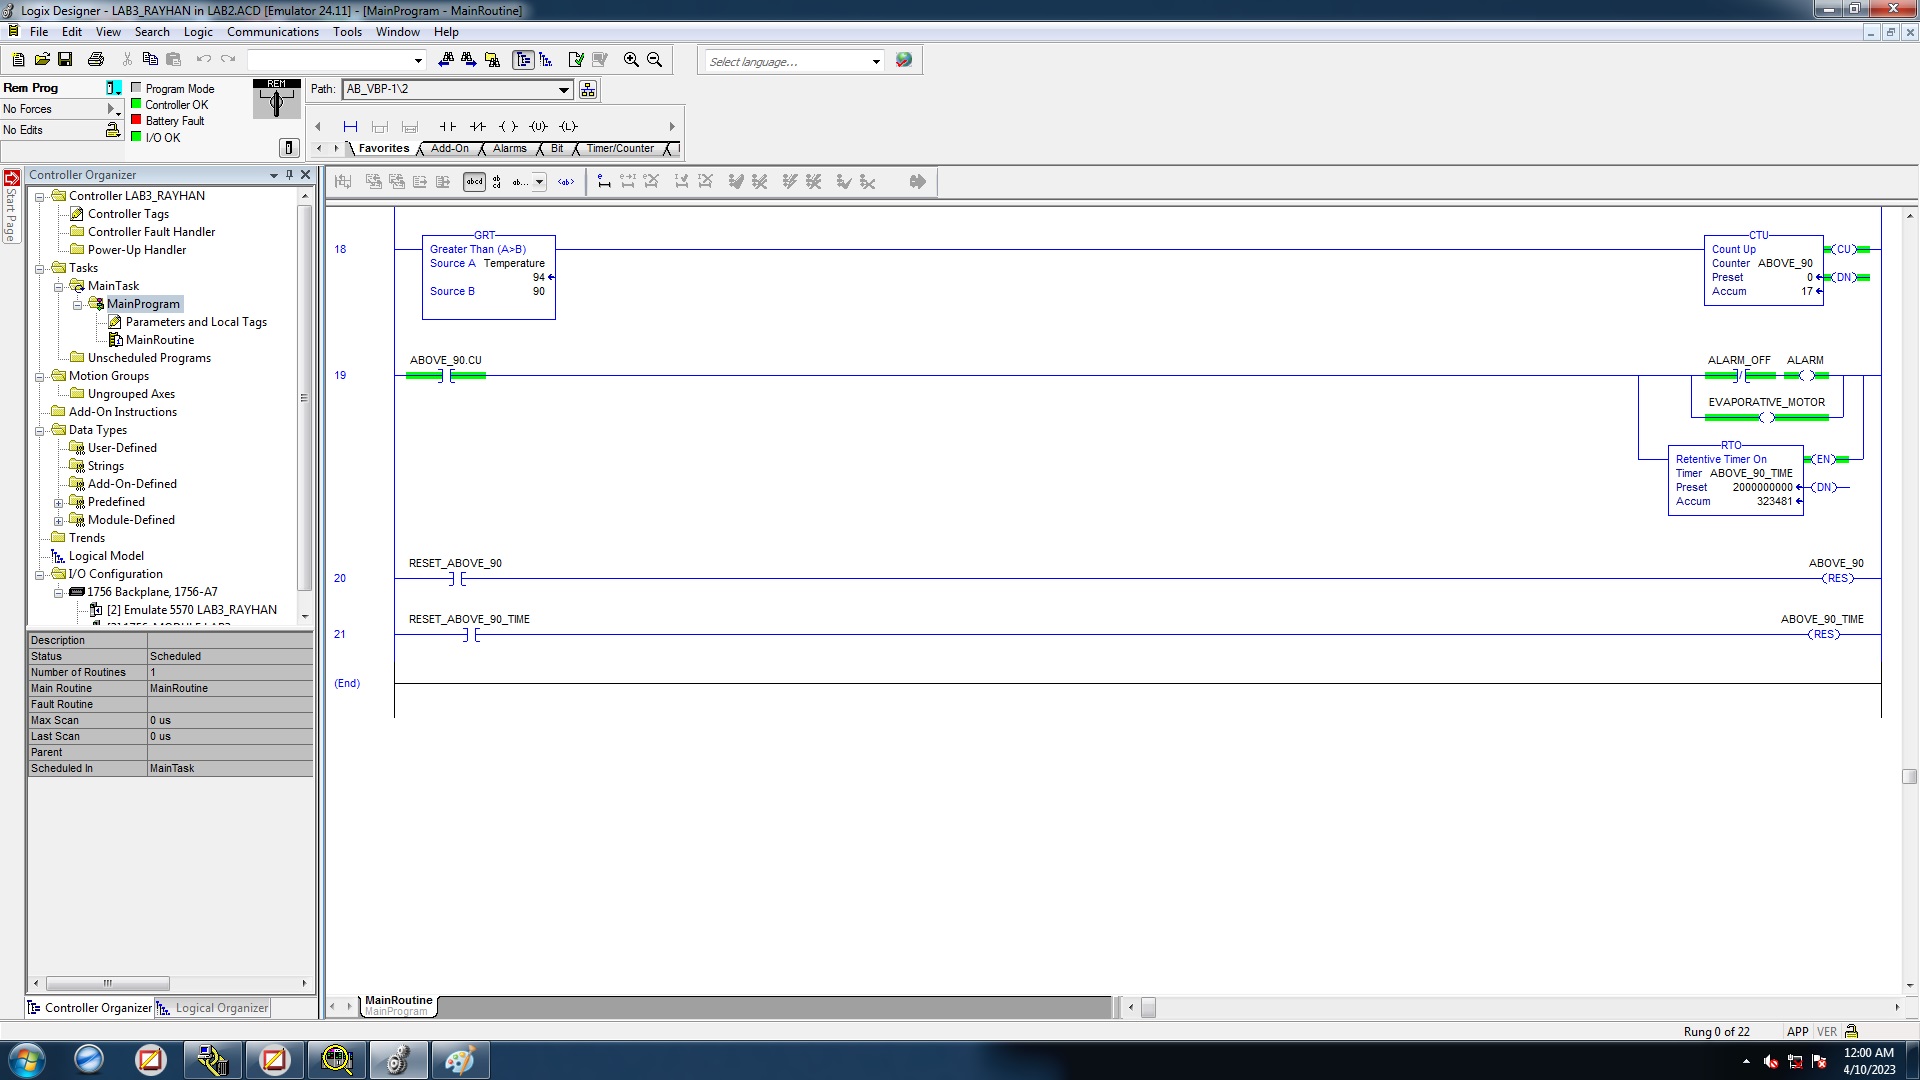 Logix Designer - LAB3_RAYHAN in LAB2.ACD [Emulator 24.11] - [MainProgram - MainRoutine]
File Edit View Search Logic Communications Tools Window Help
Select language...
Rem Prog
No Forces
No Edits
Program Mode
Controller OK
Battery Fault
I/O OK
REM
Path: AB_VBP-1\2
Favorites Add-On Alarms Bit Timer/Counter
Start Page
Controller Organizer
Controller LAB3_RAYHAN
Controller Tags
Controller Fault Handler
Power-Up Handler
Tasks
MainTask
MainProgram
Parameters and Local Tags
MainRoutine
Unscheduled Programs
Motion Groups
Ungrouped Axes
Add-On Instructions
Data Types
User-Defined
Strings
Add-On-Defined
Predefined
Module-Defined
Trends
Logical Model
I/O Configuration
1756 Backplane, 1756-A7
[2] Emulate 5570 LAB3_RAYHAN
Description
Status Scheduled
Number of Routines 1
Main Routine MainRoutine
Fault Routine
Max Scan 0 us
Last Scan 0 us
Parent
Scheduled In MainTask
Controller Organizer Logical Organizer
abcd ab cd ab... <ab>
18
GRT
Greater Than (A>B)
Source A Temperature
94
Source B 90
CTU
Count Up
Counter ABOVE_90
Preset 0
Accum 17
CU
DN
19
ABOVE_90.CU
ALARM_OFF ALARM
EVAPORATIVE_MOTOR
RTO
Retentive Timer On
Timer ABOVE_90_TIME
Preset 2000000000
Accum 323481
EN
DN
20
RESET_ABOVE_90
ABOVE_90
RES
21
RESET_ABOVE_90_TIME
ABOVE_90_TIME
RES
(End)
MainRoutine
MainProgram
Rung 0 of 22 APP VER
12:00 AM
4/10/2023